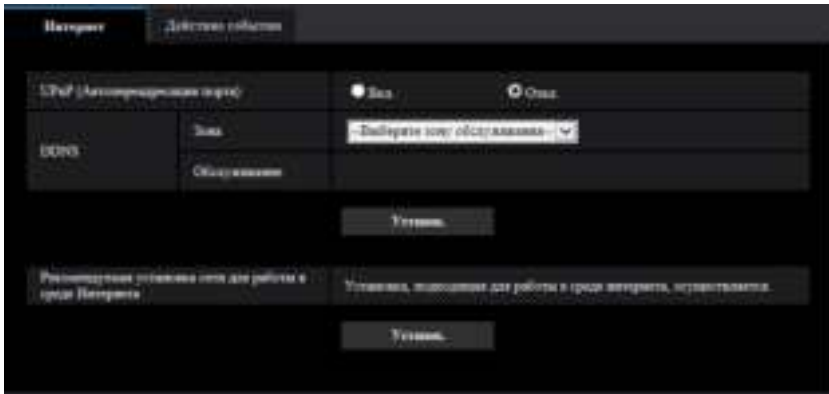 Интернет
Действие события
UPnP (Автопереадресация порта)
Вкл.
Откл.
DDNS
Зона
--Выберите зону обслуживания--
Обслуживание
Установ.
Рекомендуемая установка сети для работы в
среде Интернета
Установка, подходящая для работы в среде интернета, осуществляется.
Установ.